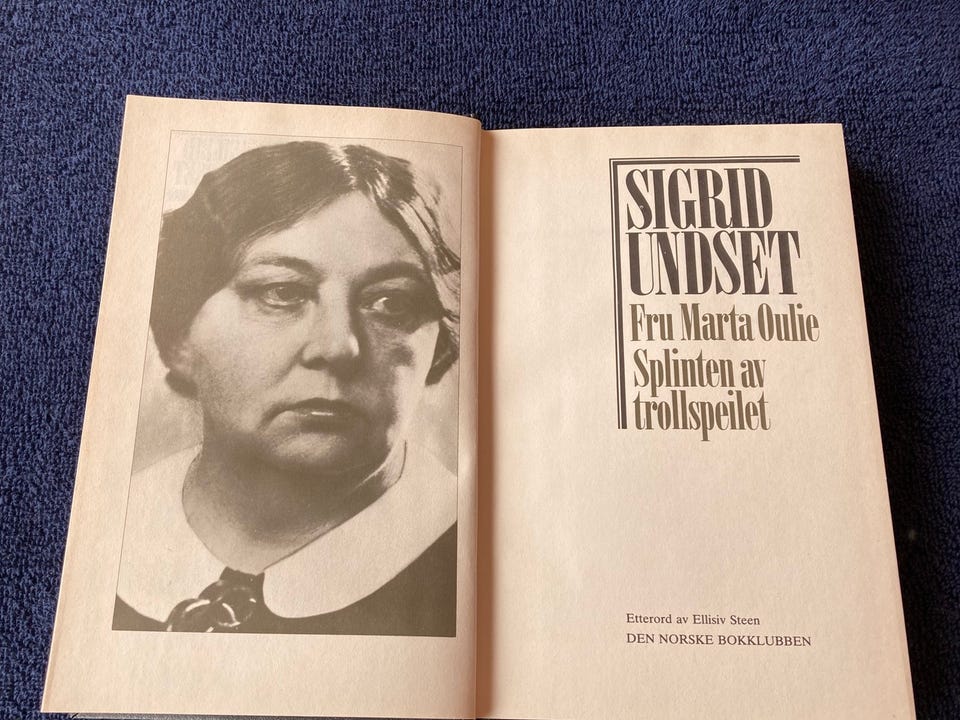 SIGRID
UNDSET
Fru Marta Oulie
Splinten av
trollspeilet
Etterord av Ellisiv Steen
DEN NORSKE BOKKLUBBEN